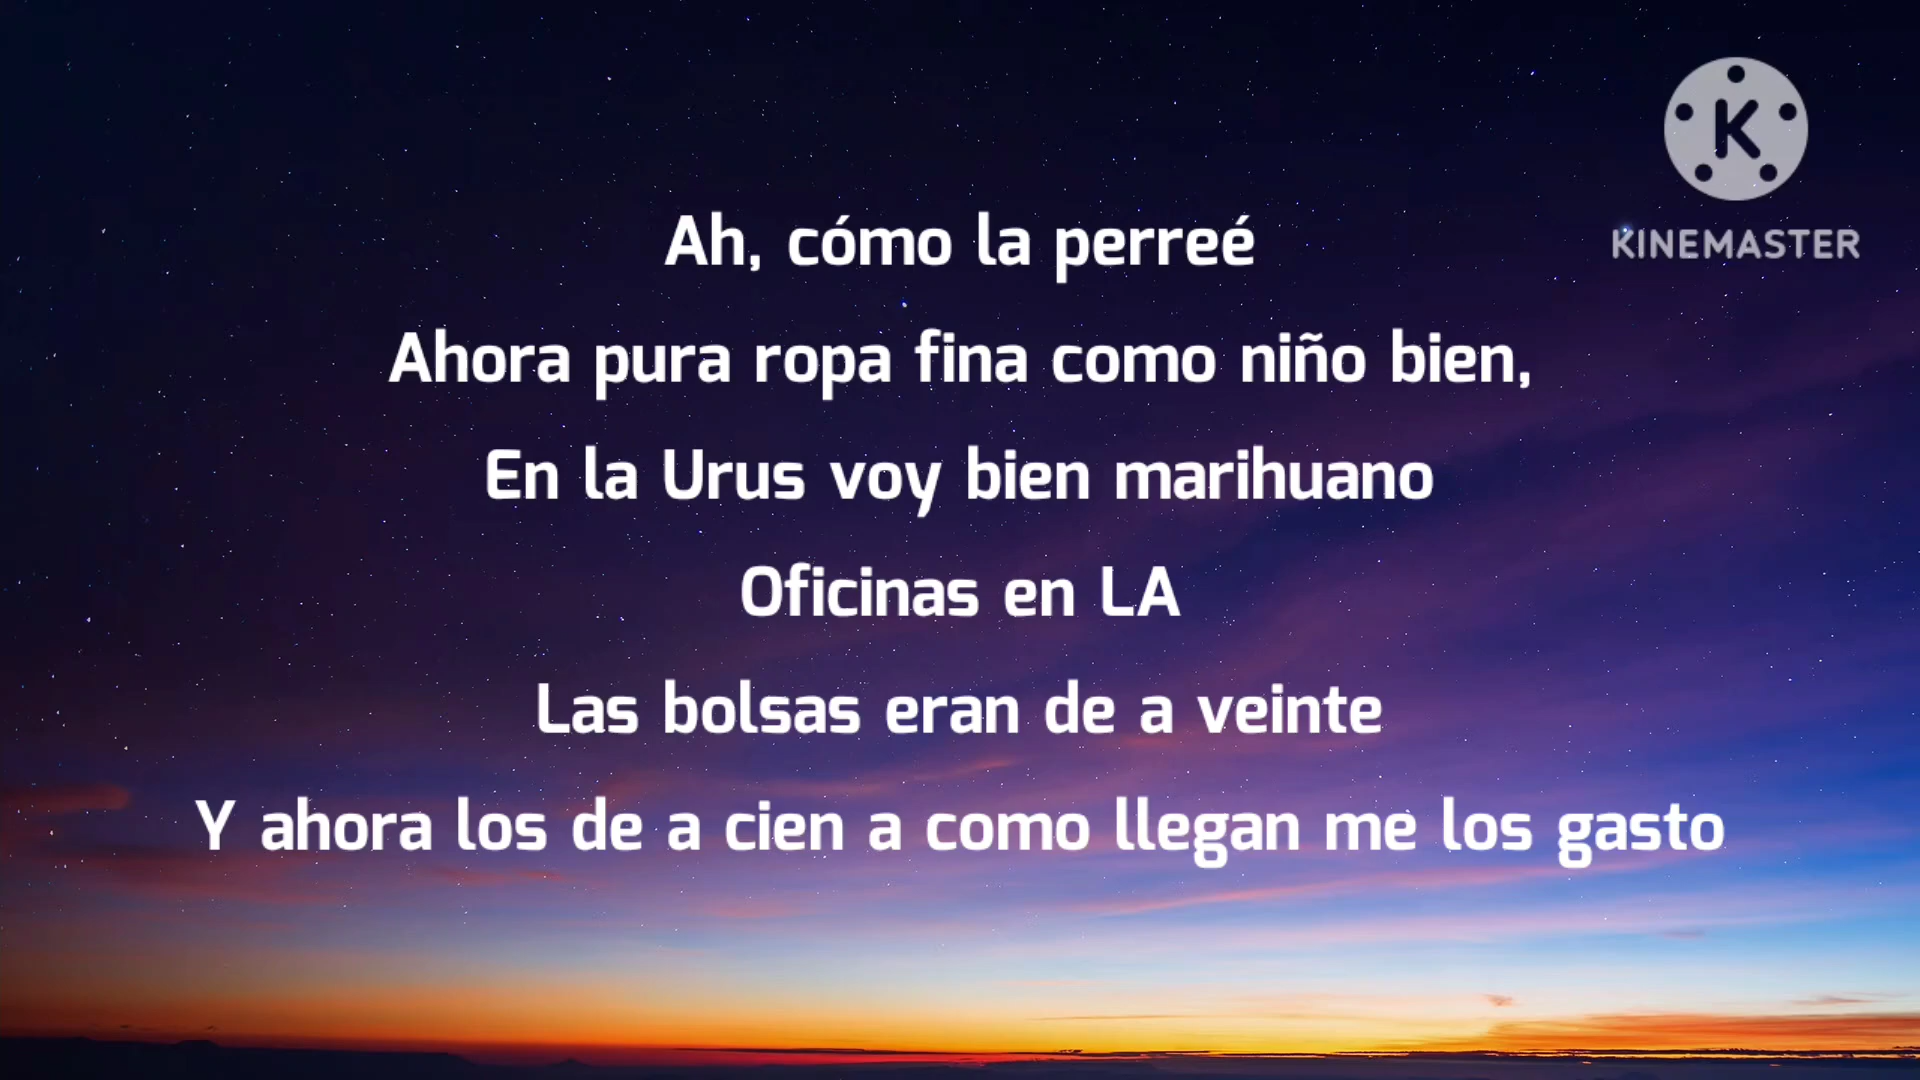 Ah, cómo la perreé
Ahora pura ropa fina como niño bien,
En la Urus voy bien marihuano
Oficinas en LA
Las bolsas eran de a veinte
Y ahora los de a cien a como llegan me los gasto
K
KINEMASTER